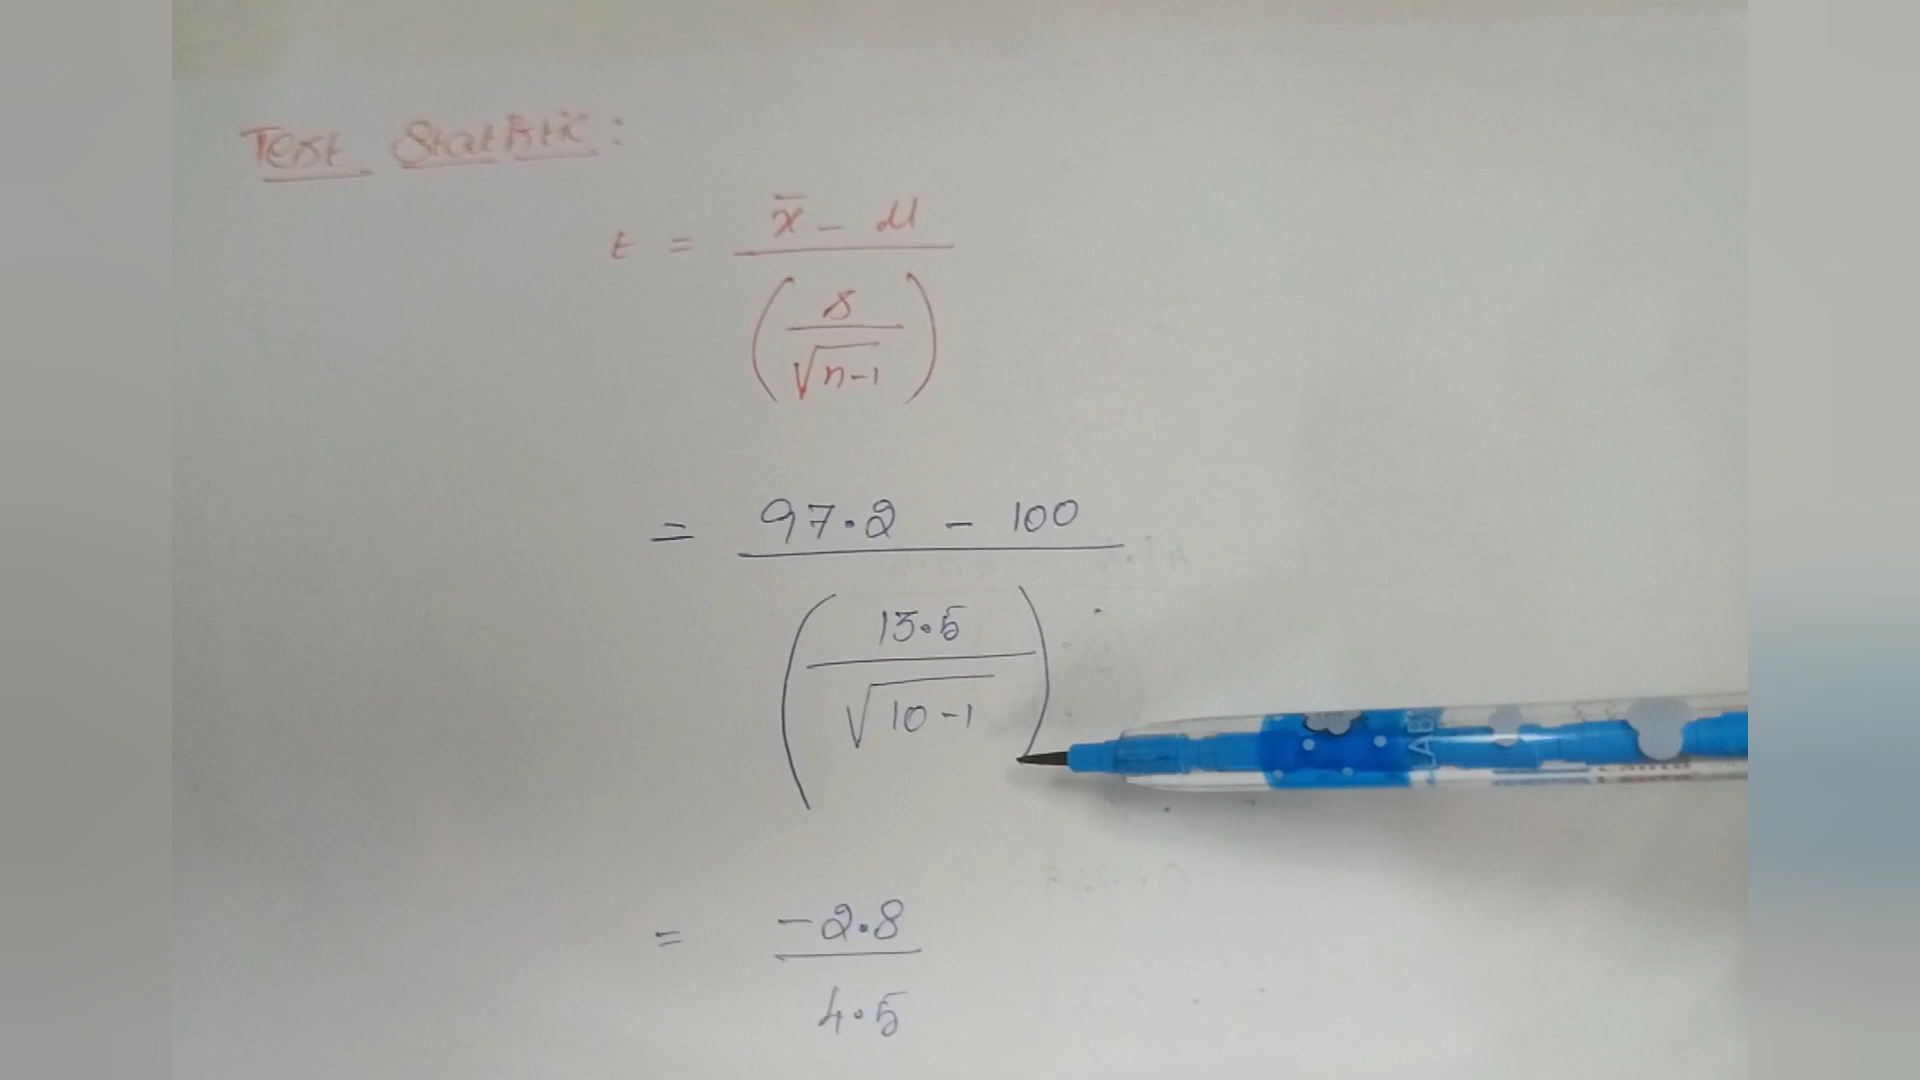 Test Statistic:
t = x̄ - μ
( s
√n-1 )
= 97.2 - 100
( 13.5
√10-1 )
= -2.8
4.5